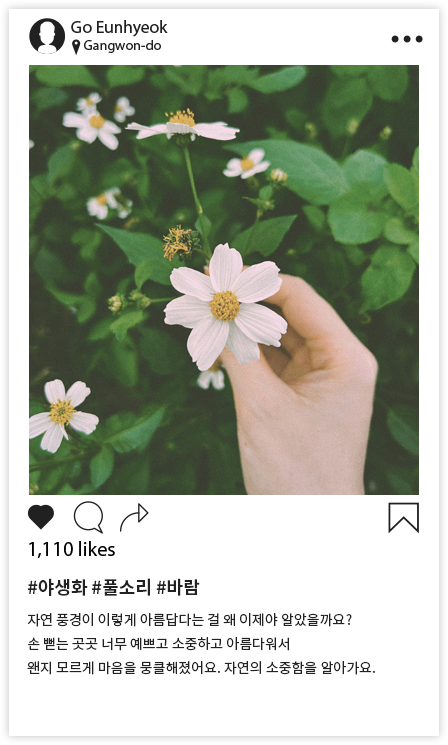 Go Eunhyeok
Gangwon-do
1,110 likes
#야생화 #풀소리 #바람
자연 풍경이 이렇게 아름답다는 걸 왜 이제야 알았을까요?
손 뻗는 곳곳 너무 예쁘고 소중하고 아름다워서
왠지 모르게 마음을 뭉클해졌어요. 자연의 소중함을 알아가요.